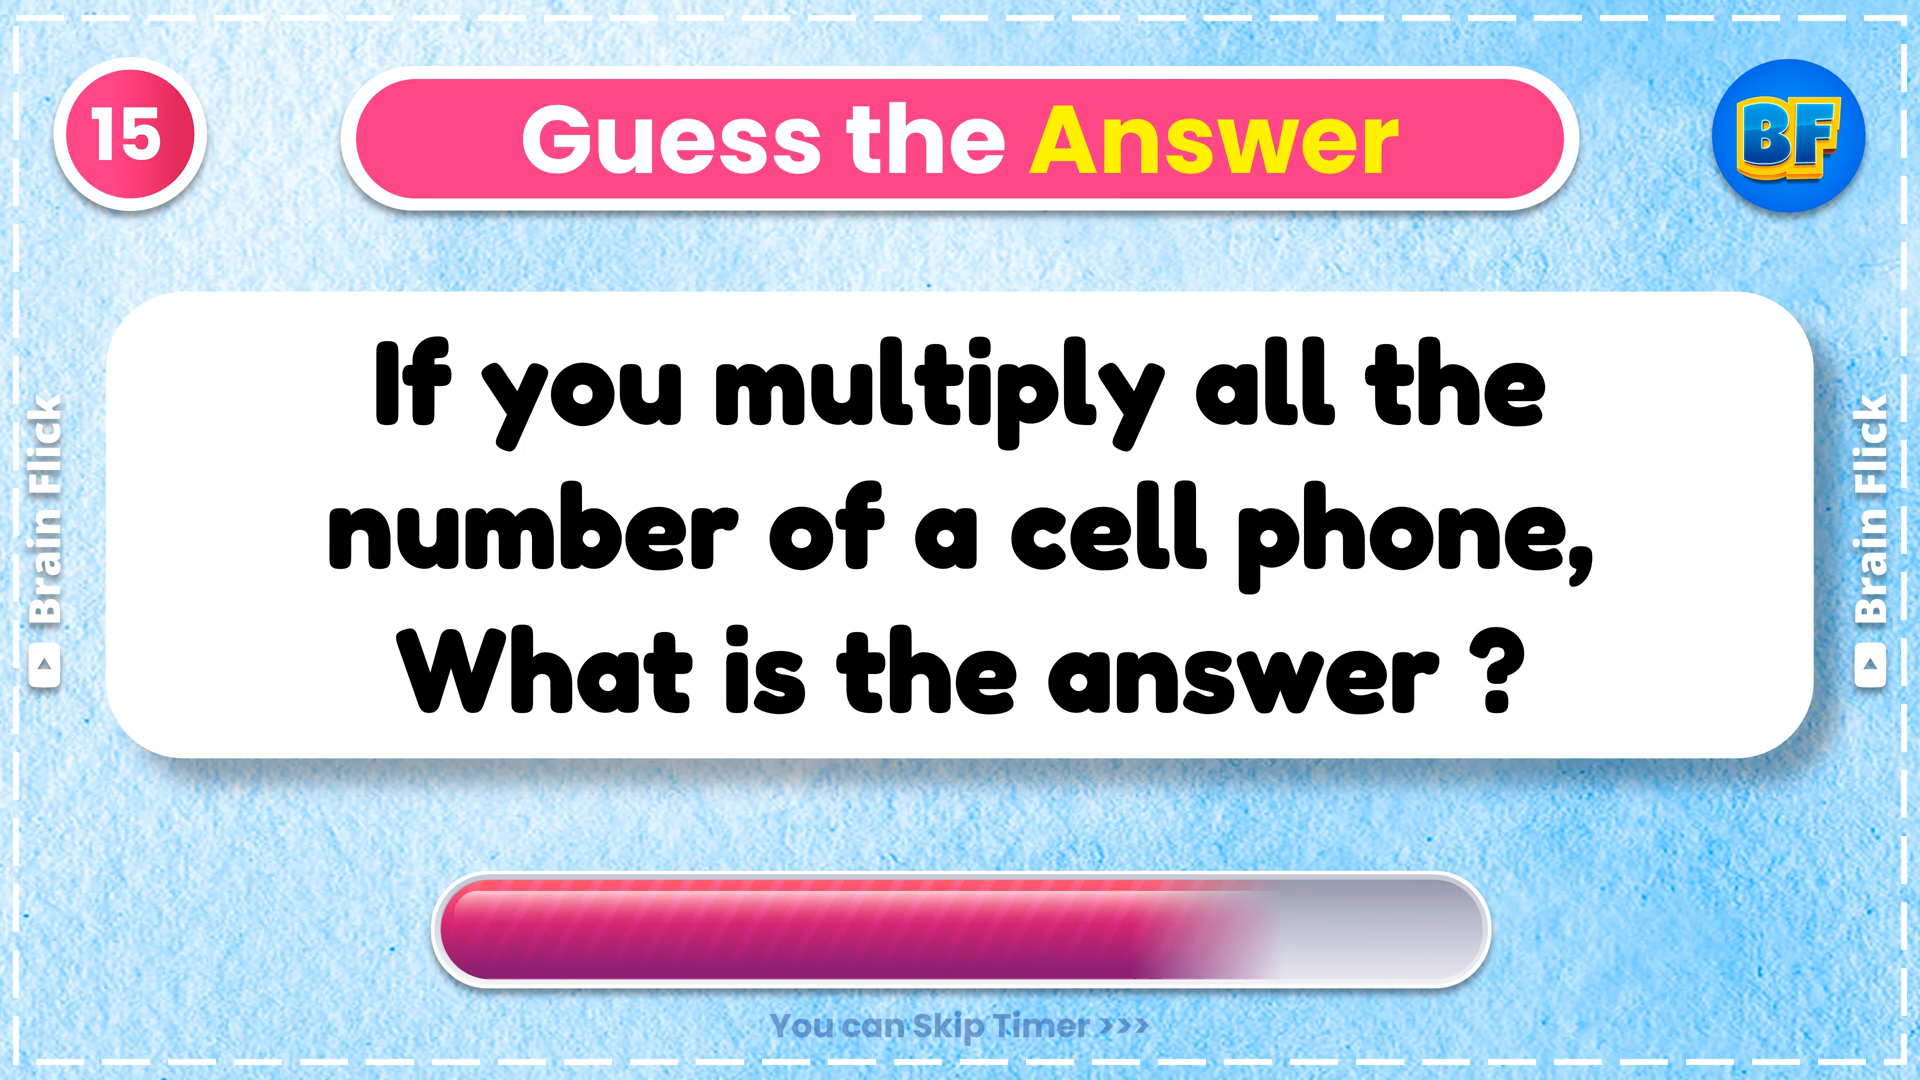 15
Guess the Answer
BF
If you multiply all the
number of a cell phone,
What is the answer ?
Brain Flick
Brain Flick
You can Skip Timer >>>